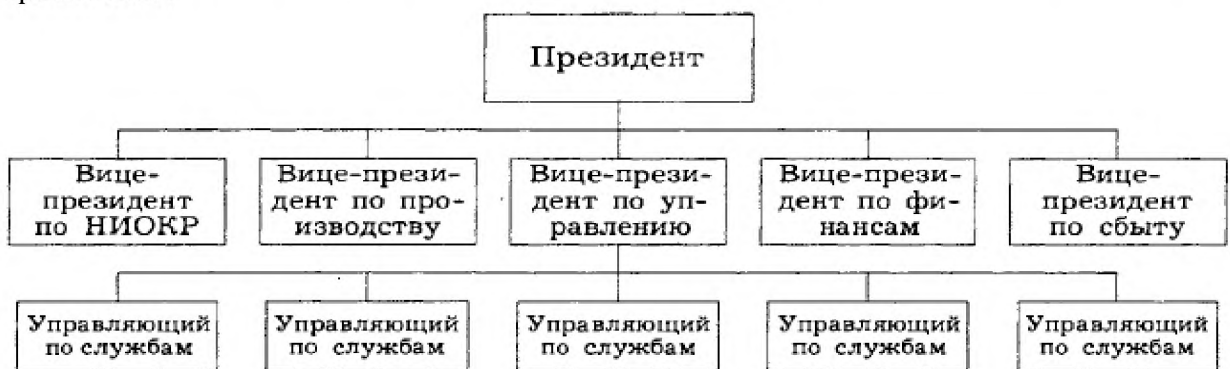 Президент
Вице-
президент
по НИОКР
Вице-прези-
дент по про-
изводству
Вице-прези-
дент по уп-
равлению
Вице-прези-
дент по фи-
нансам
Вице-
президент
по сбыту
Управляющий
по службам
Управляющий
по службам
Управляющий
по службам
Управляющий
по службам
Управляющий
по службам